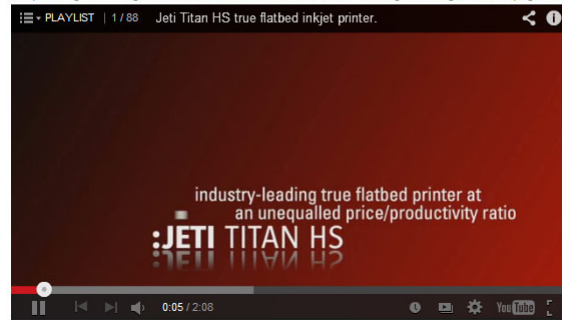 PLAYLIST | 1 / 88 Jeti Titan HS true flatbed inkjet printer.
industry-leading true flatbed printer at
an unequalled price/productivity ratio
:JETI TITAN HS
0:05 / 2:08 YouTube